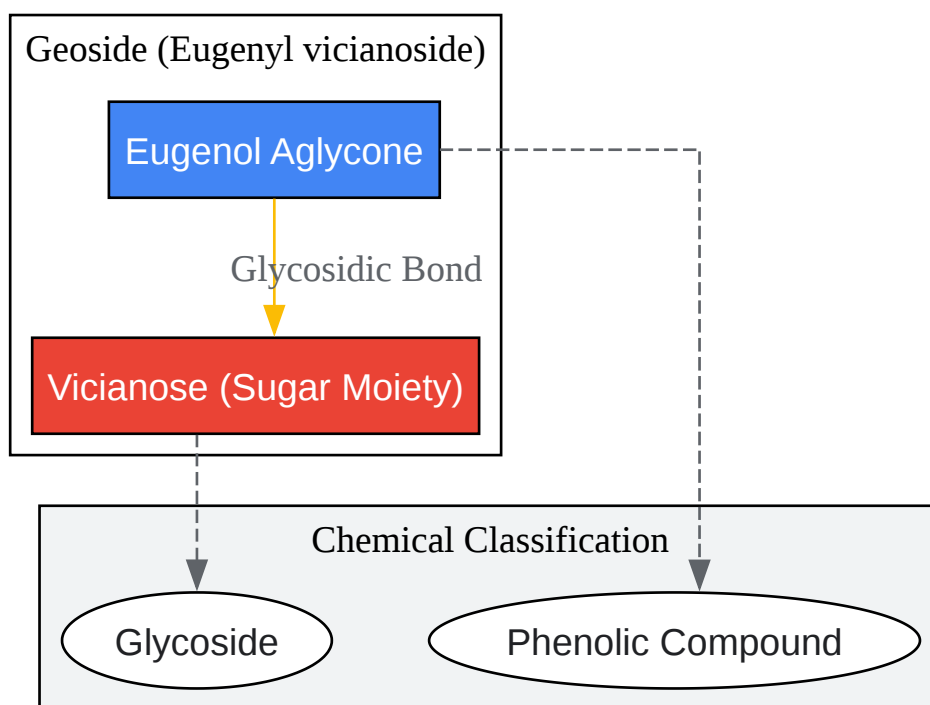 Geoside (Eugenyl vicianoside)
Eugenol Aglycone
Glycosidic Bond
Vicianose (Sugar Moiety)
Chemical Classification
Glycoside
Phenolic Compound